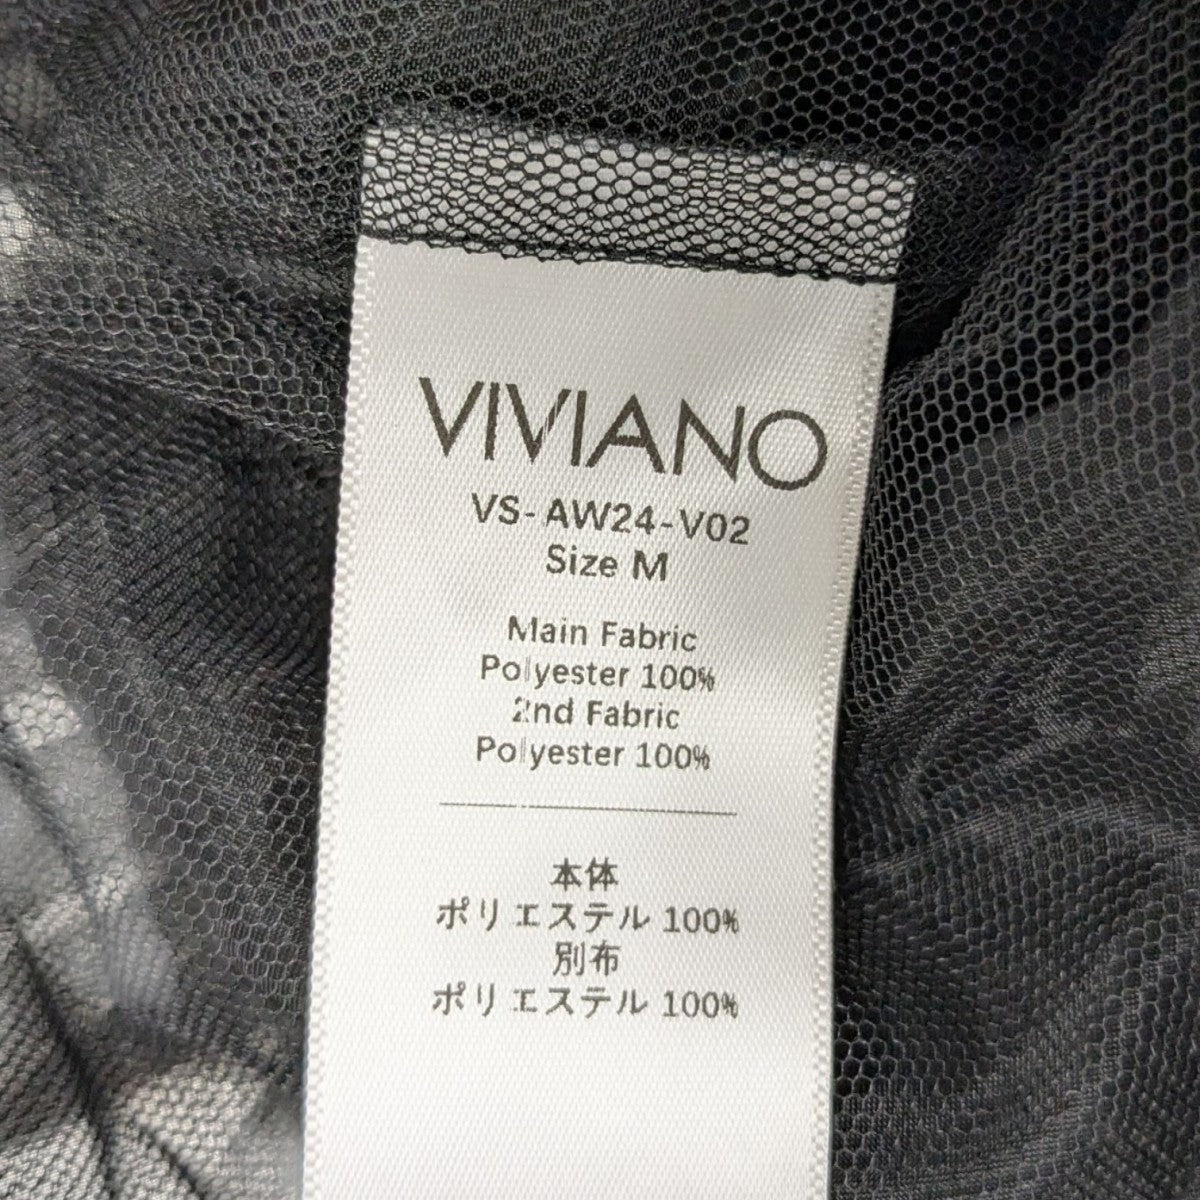 VIVIANO
VS-AW24-V02
Size M
Main Fabric
Polyester 100%
2nd Fabric
Polyester 100%
本体
ポリエステル 100%
別布
ポリエステル 100%